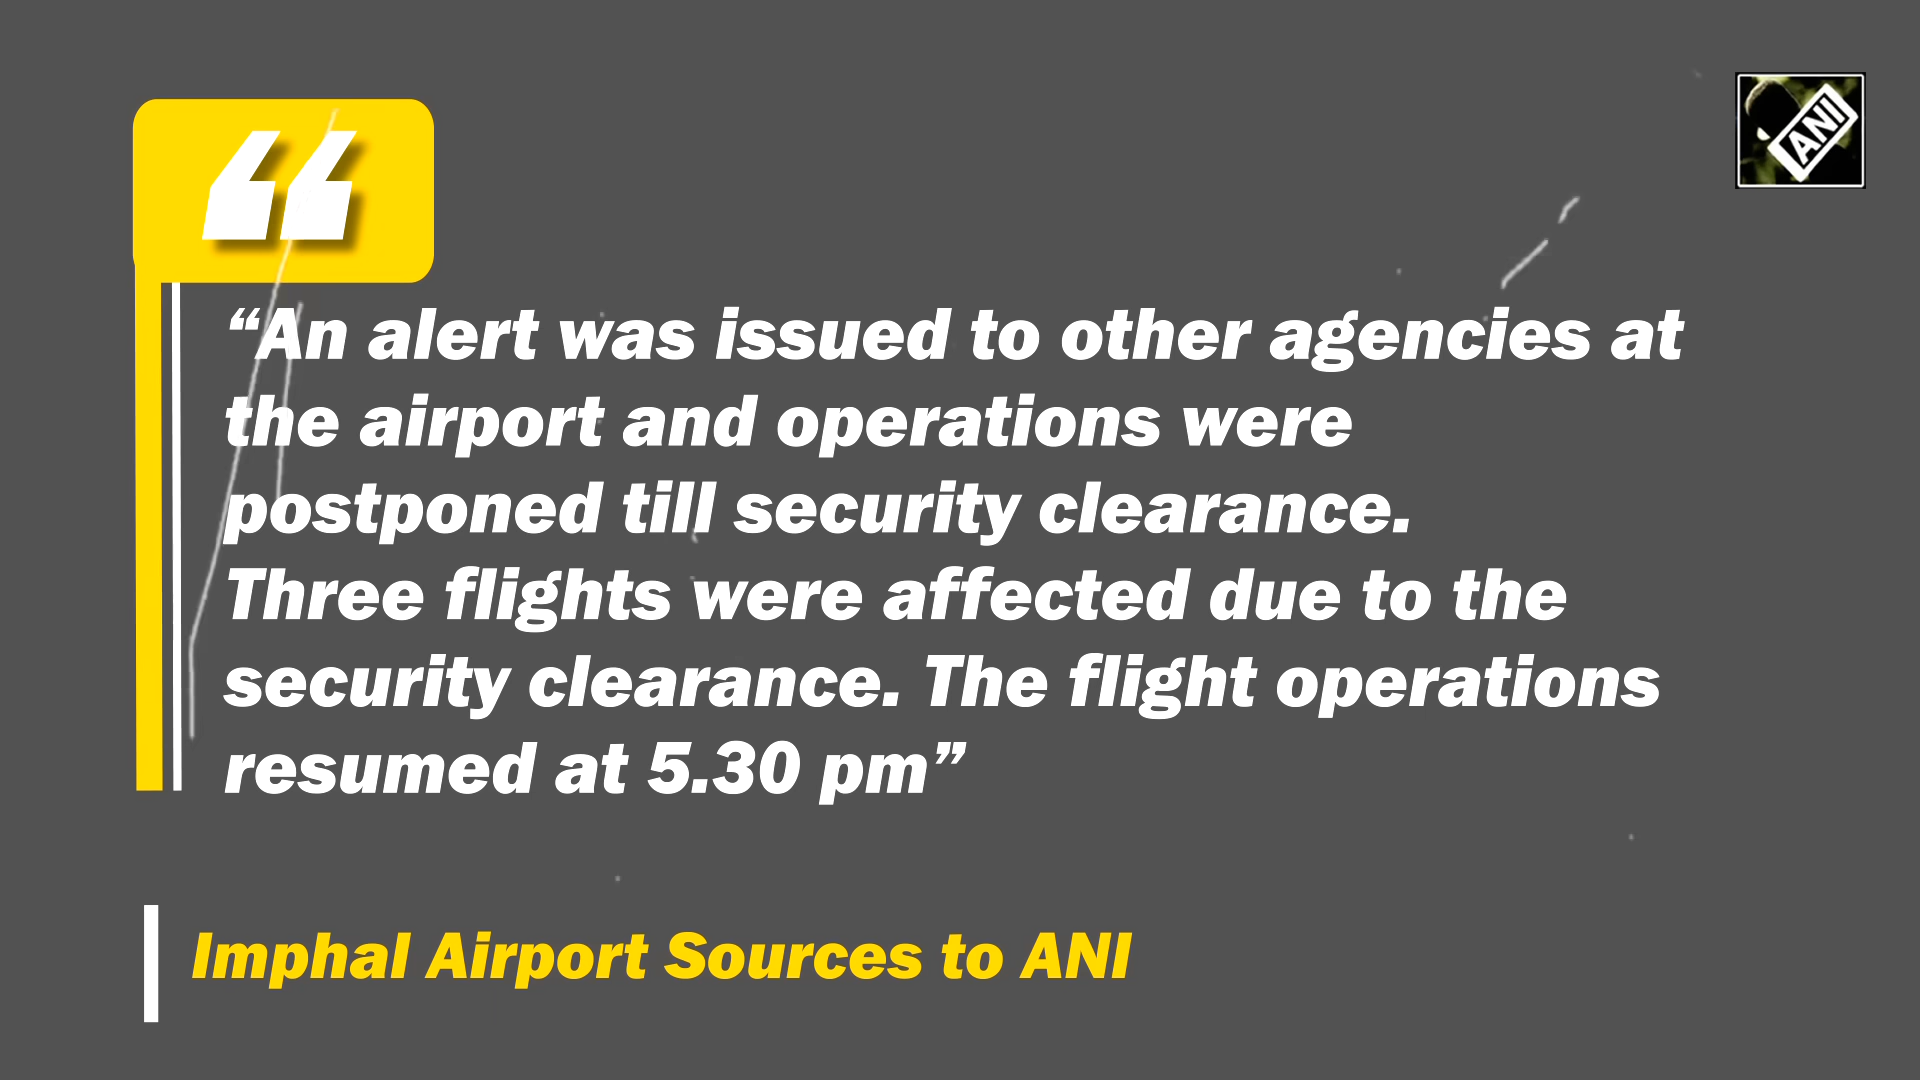 ANI
“An alert was issued to other agencies at
the airport and operations were
postponed till security clearance.
Three flights were affected due to the
security clearance. The flight operations
resumed at 5.30 pm”
Imphal Airport Sources to ANI